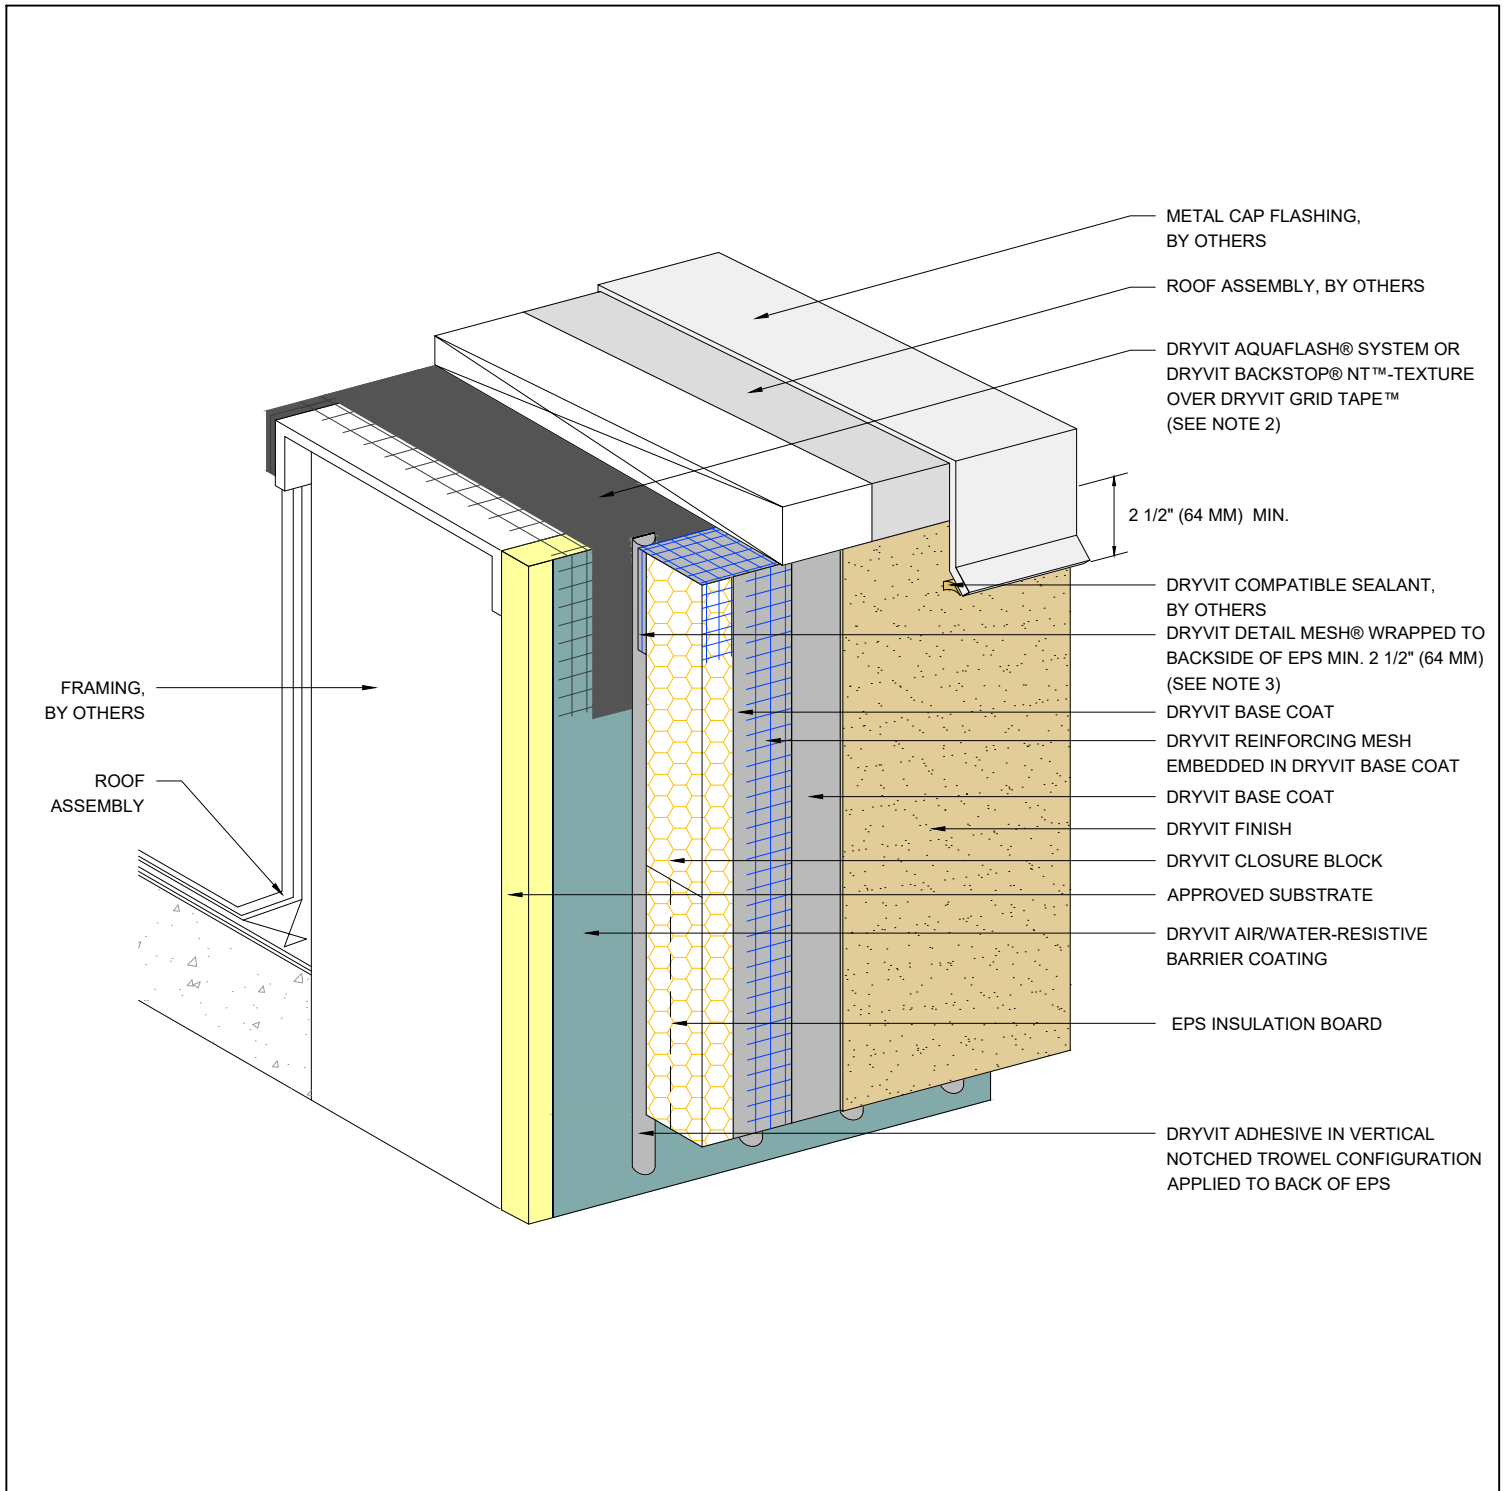 METAL CAP FLASHING,
BY OTHERS
ROOF ASSEMBLY, BY OTHERS
DRYVIT AQUAFLASH® SYSTEM OR
DRYVIT BACKSTOP® NT™-TEXTURE
OVER DRYVIT GRID TAPE™
(SEE NOTE 2)
2 1/2" (64 MM) MIN.
DRYVIT COMPATIBLE SEALANT,
BY OTHERS
DRYVIT DETAIL MESH® WRAPPED TO
BACKSIDE OF EPS MIN. 2 1/2" (64 MM)
(SEE NOTE 3)
DRYVIT BASE COAT
DRYVIT REINFORCING MESH
EMBEDDED IN DRYVIT BASE COAT
DRYVIT BASE COAT
DRYVIT FINISH
DRYVIT CLOSURE BLOCK
APPROVED SUBSTRATE
DRYVIT AIR/WATER-RESISTIVE
BARRIER COATING
EPS INSULATION BOARD
DRYVIT ADHESIVE IN VERTICAL
NOTCHED TROWEL CONFIGURATION
APPLIED TO BACK OF EPS
FRAMING,
BY OTHERS
ROOF
ASSEMBLY